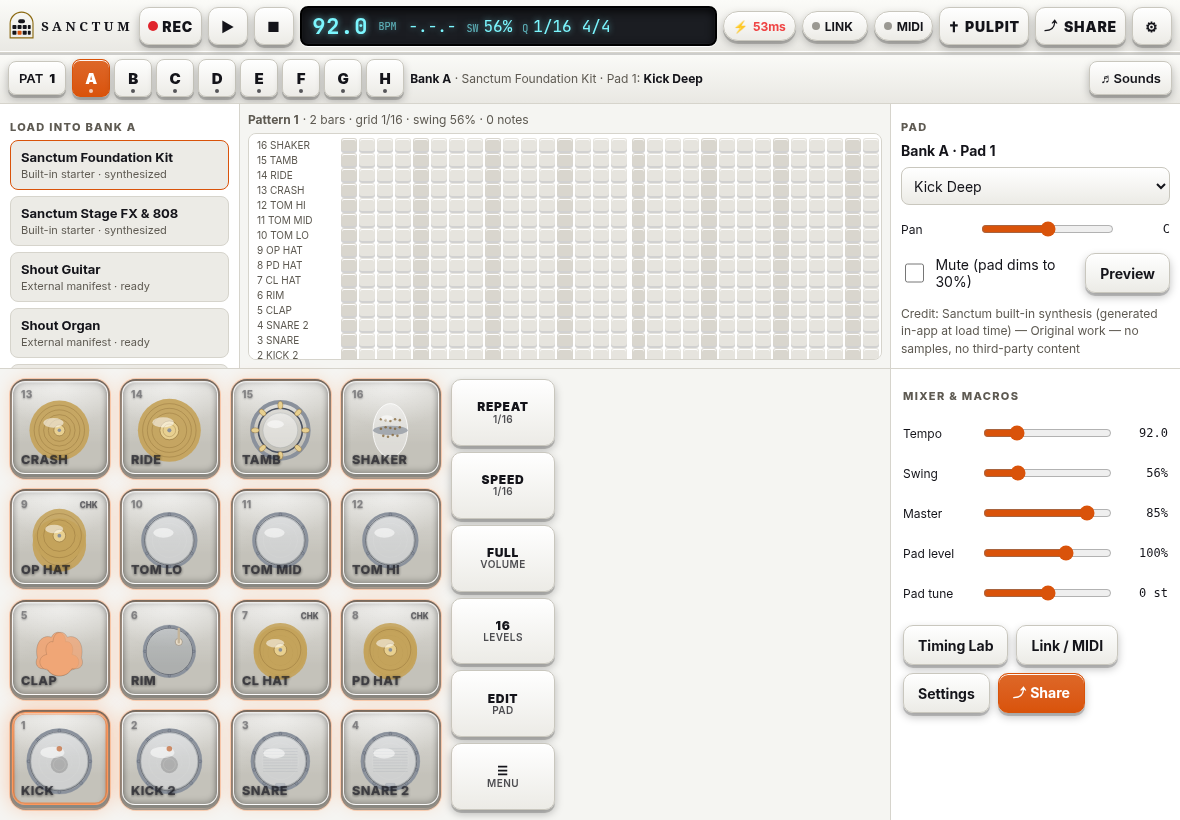 SANCTUM
REC
▶
■
92.0 BPM -.-.- SW 56% Q 1/16 4/4
⚡ 53ms
LINK
MIDI
✝ PULPIT
⤴ SHARE
⚙
PAT 1
A
B
C
D
E
F
G
H
Bank A · Sanctum Foundation Kit · Pad 1: Kick Deep
♬ Sounds
LOAD INTO BANK A
Sanctum Foundation Kit
Built-in starter · synthesized
Sanctum Stage FX & 808
Built-in starter · synthesized
Shout Guitar
External manifest · ready
Shout Organ
External manifest · ready
Pattern 1 · 2 bars · grid 1/16 · swing 56% · 0 notes
16 SHAKER
15 TAMB
14 RIDE
13 CRASH
12 TOM HI
11 TOM MID
10 TOM LO
9 OP HAT
8 PD HAT
7 CL HAT
6 RIM
5 CLAP
4 SNARE 2
3 SNARE
2 KICK 2
PAD
Bank A · Pad 1
Kick Deep
Pan C
Mute (pad dims to
30%)
Preview
Credit: Sanctum built-in synthesis (generated
in-app at load time) — Original work — no
samples, no third-party content
13
CRASH
14
RIDE
15
TAMB
16
SHAKER
9 CHK
OP HAT
10
TOM LO
11
TOM MID
12
TOM HI
5
CLAP
6
RIM
7 CHK
CL HAT
8 CHK
PD HAT
1
KICK
2
KICK 2
3
SNARE
4
SNARE 2
REPEAT
1/16
SPEED
1/16
FULL
VOLUME
16
LEVELS
EDIT
PAD
☰
MENU
MIXER & MACROS
Tempo 92.0
Swing 56%
Master 85%
Pad level 100%
Pad tune 0 st
Timing Lab
Link / MIDI
Settings
⤴ Share